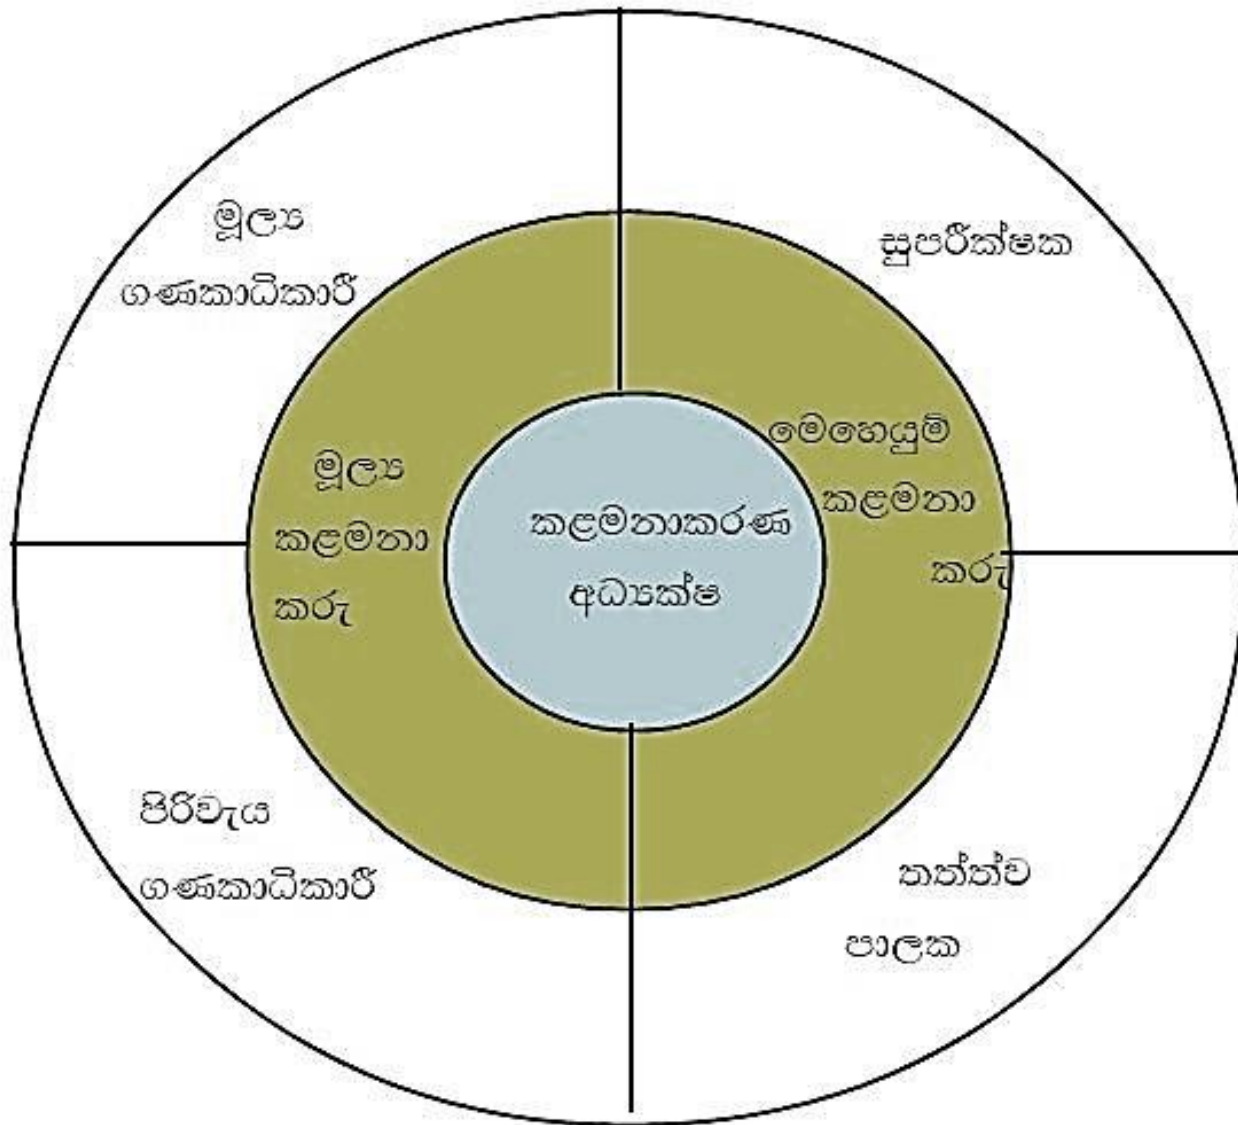 මූල්‍ය
ගණකාධිකාරී
සුපරීක්ෂක
මූල්‍ය
කළමනා
කරු
මෙහෙයුම්
කළමනා
කරු
කළමනාකරණ
අධ්‍යක්ෂ
පිරිවැය
ගණකාධිකාරී
තත්ත්ව
පාලක